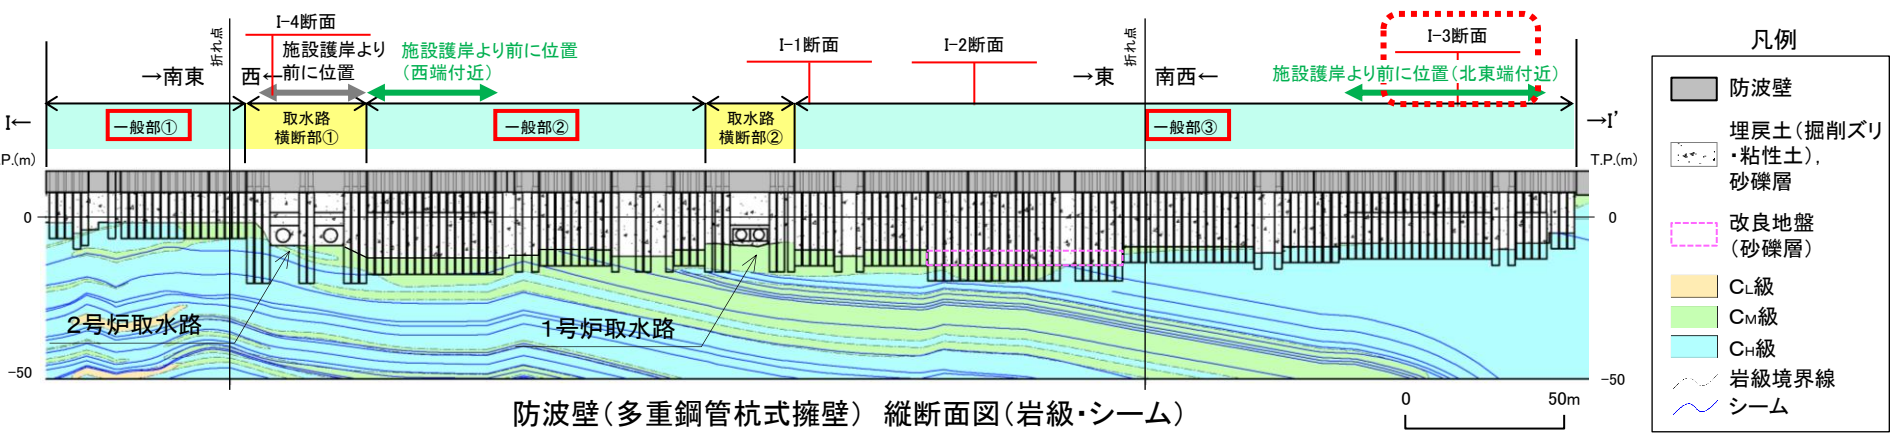 I-4断面
折れ点
施設護岸より
前に位置
施設護岸より前に位置
(西端付近)
I-1断面
I-2断面
折れ点
I-3断面
→南東
西←
→東
南西←
施設護岸より前に位置(北東端付近)
I←
一般部①
取水路
横断部①
一般部②
取水路
横断部②
一般部③
→I'
.P.(m)
T.P.(m)
0
0
2号炉取水路
1号炉取水路
-50
-50
防波壁(多重鋼管杭式擁壁) 縦断面図(岩級・シーム)
0
50m
凡例
防波壁
埋戻土(掘削ズリ
・粘性土),
砂礫層
改良地盤
(砂礫層)
CL級
CM級
CH級
岩級境界線
シーム